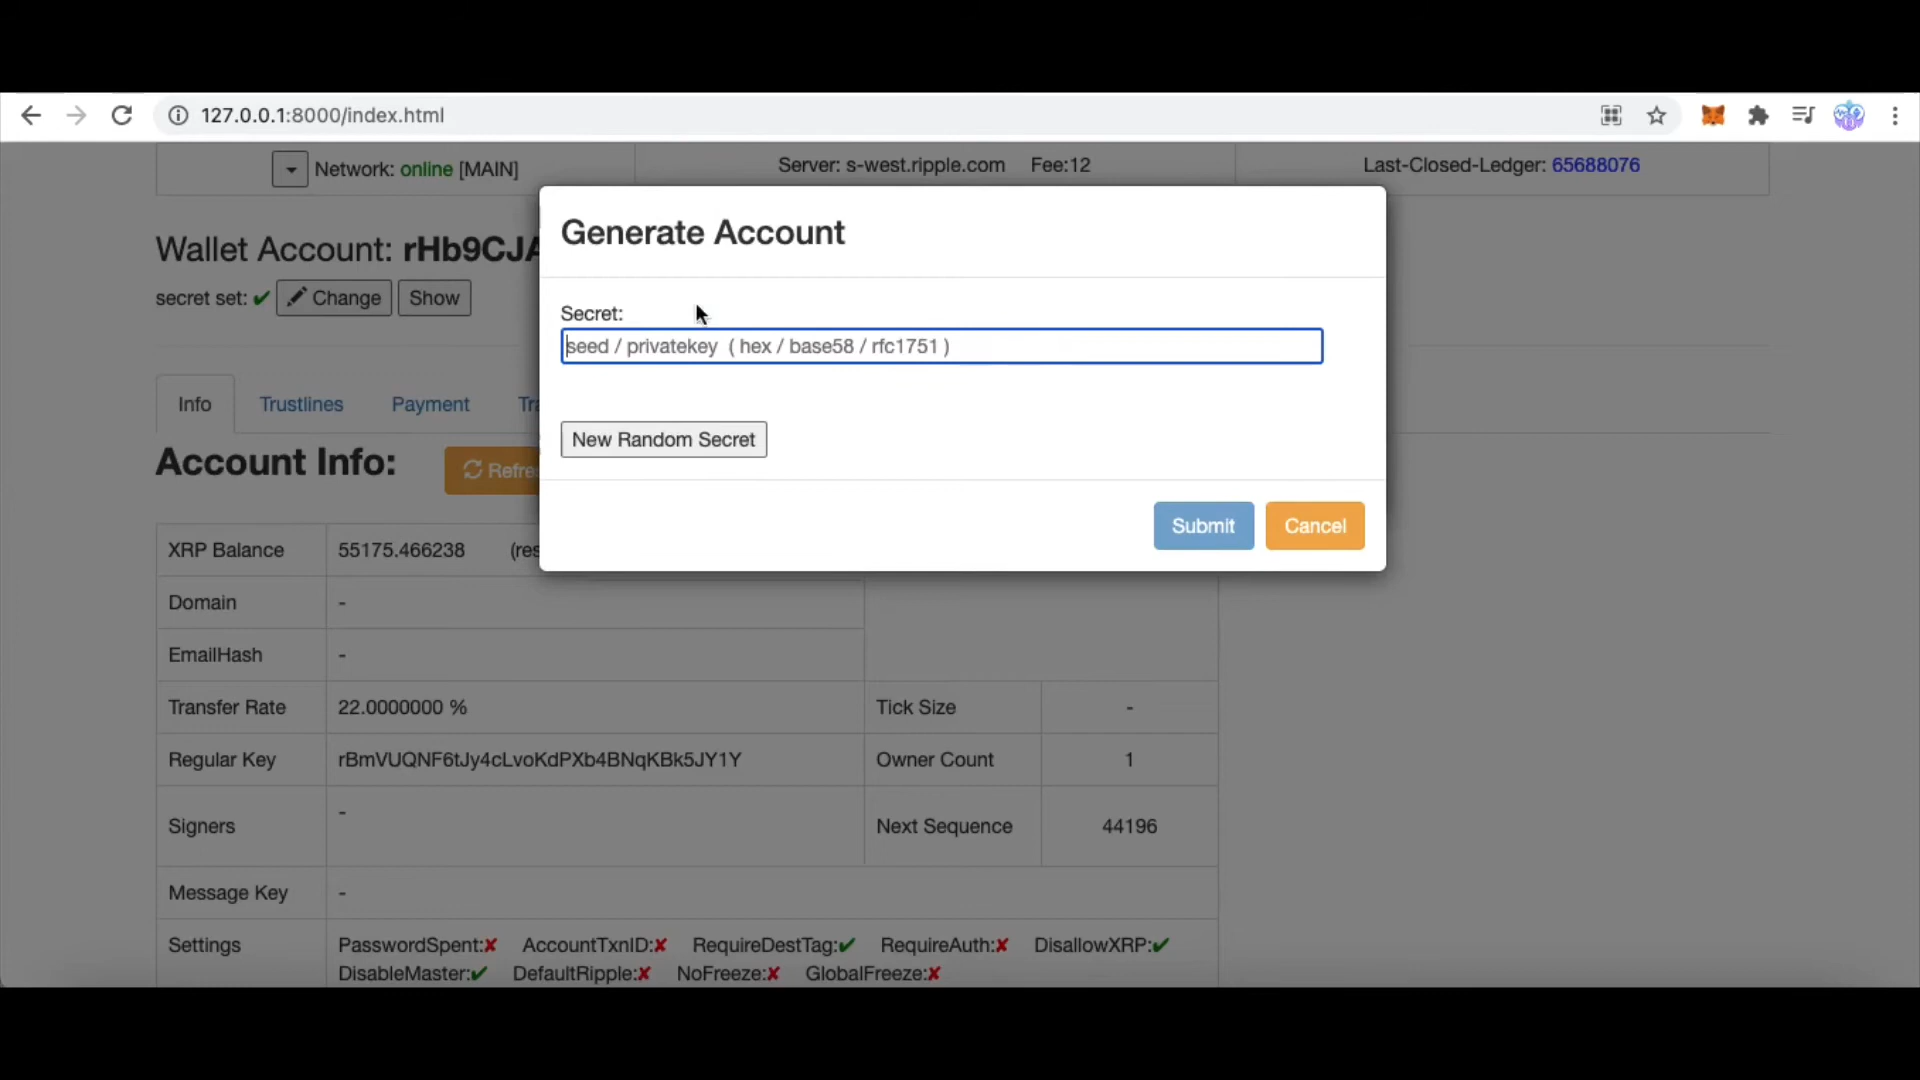 127.0.0.1:8000/index.html
Network: online [MAIN] Server: s-west.ripple.com Fee:12 Last-Closed-Ledger: 65688076
Generate Account
Wallet Account: rHb9CJA
secret set: ✔ Change Show
Secret:
seed / privatekey ( hex / base58 / rfc1751 )
Info Trustlines Payment
New Random Secret
Account Info:
Submit Cancel
XRP Balance 55175.466238
Domain -
EmailHash -
Transfer Rate 22.0000000 % Tick Size -
Regular Key rBmVUQNF6tJy4cLvoKdPXb4BNqKBk5JY1Y Owner Count 1
Signers - Next Sequence 44196
Message Key -
Settings PasswordSpent:✘ AccountTxnID:✘ RequireDestTag:✔ RequireAuth:✘ DisallowXRP:✔
DisableMaster:✔ DefaultRipple:✘ NoFreeze:✘ GlobalFreeze:✘